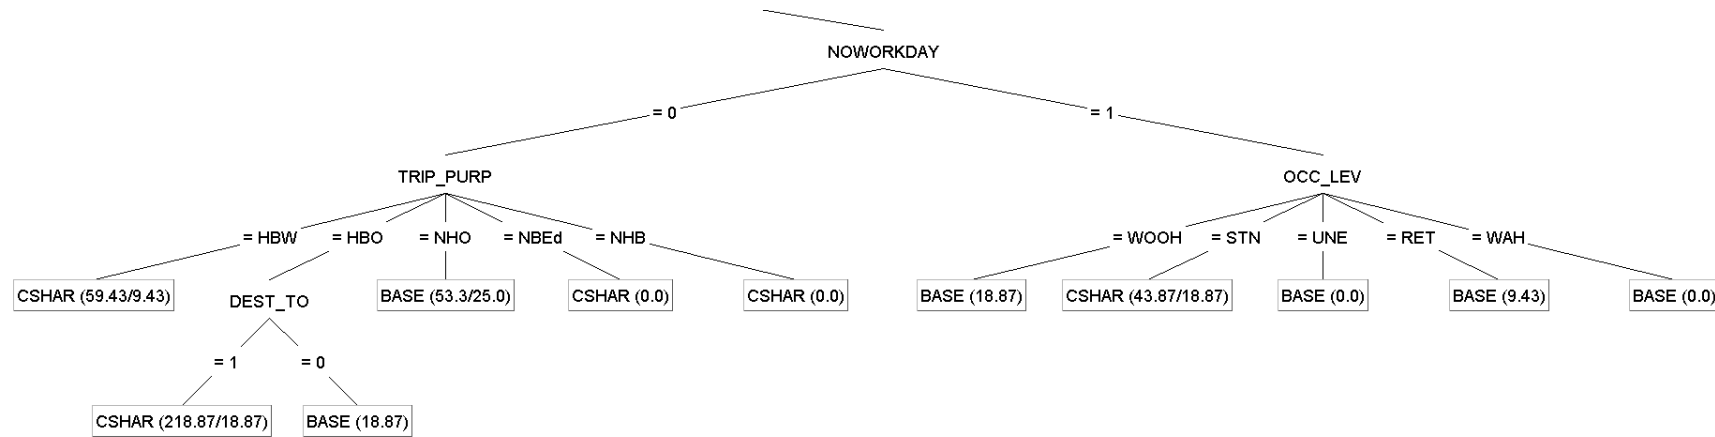 NOWORKDAY
= 0
= 1
TRIP_PURP
OCC_LEV
= HBW
= HBO
= NHO
= NBEd
= NHB
= WOOH
= STN
= UNE
= RET
= WAH
CSHAR (59.43/9.43)
DEST_TO
BASE (53.3/25.0)
CSHAR (0.0)
CSHAR (0.0)
BASE (18.87)
CSHAR (43.87/18.87)
BASE (0.0)
BASE (9.43)
BASE (0.0)
= 1
= 0
CSHAR (218.87/18.87)
BASE (18.87)